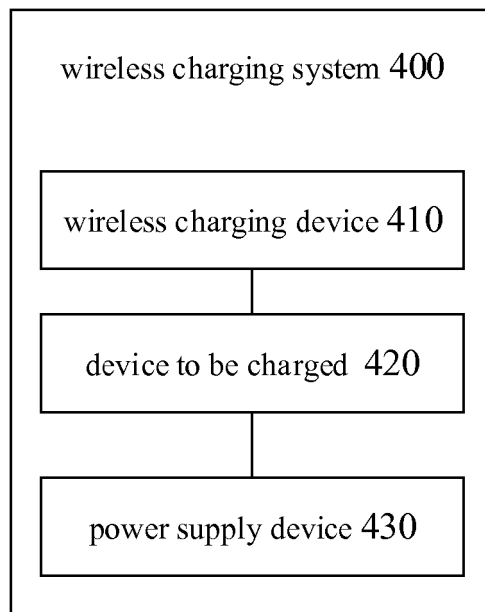 wireless charging system 400
wireless charging device 410
device to be charged 420
power supply device 430